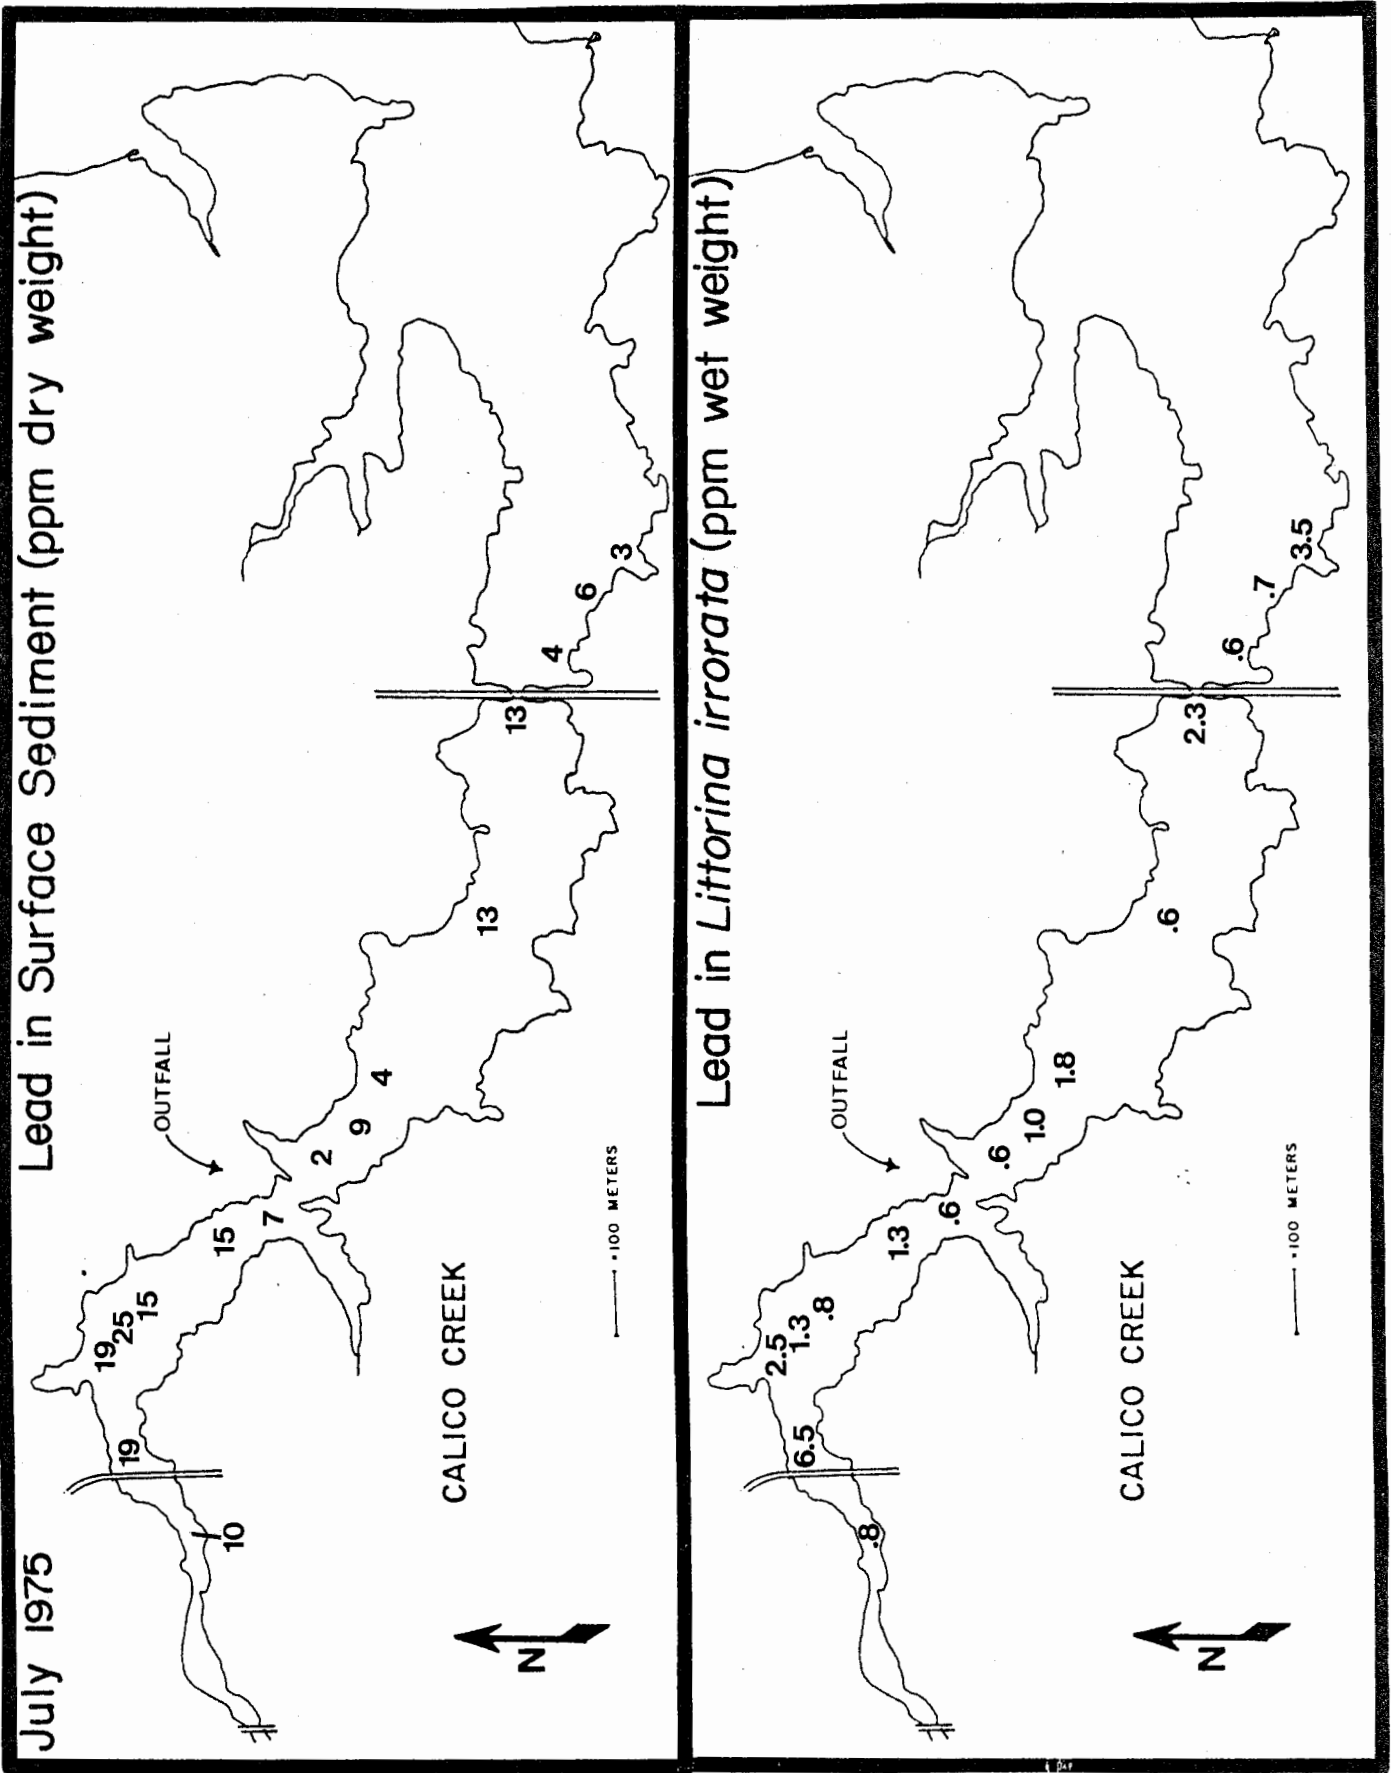 July 1975
Lead in Surface Sediment (ppm dry weight)
OUTFALL
19
25
15
15
7
2
9
4
13
13
4
6
3
19
10
CALICO CREEK
N
•100 METERS
Lead in Littorina irrorata (ppm wet weight)
OUTFALL
2.5
1.3
.8
1.3
.6
.6
1.0
1.8
.6
2.3
.6
.7
3.5
6.5
.8
CALICO CREEK
N
•100 METERS